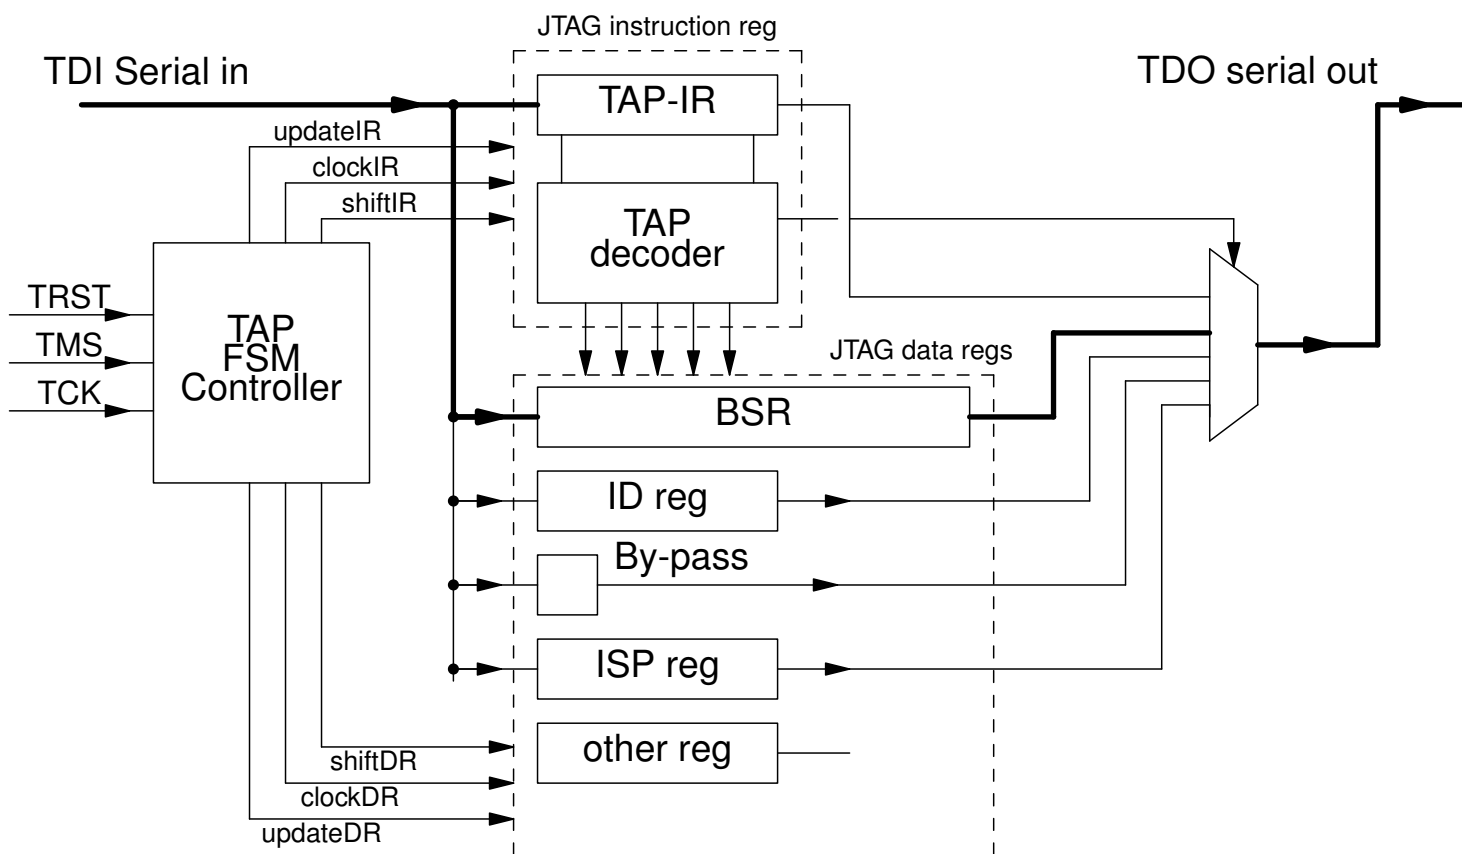 JTAG instruction reg
TDI Serial in
TDO serial out
TAP-IR
updateIR
clockIR
shiftIR
TAP
decoder
TRST
TMS
TCK
TAP
FSM
Controller
JTAG data regs
BSR
ID reg
By-pass
ISP reg
other reg
shiftDR
clockDR
updateDR